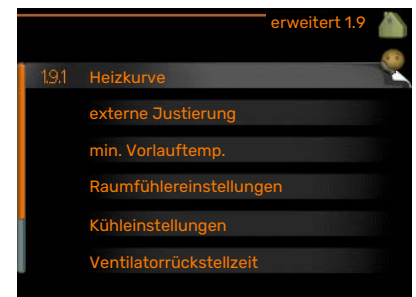 erweitert 1.9
1.9.1 Heizkurve
externe Justierung
min. Vorlauftemp.
Raumfühlereinstellungen
Kühleinstellungen
Ventilatorrückstellzeit